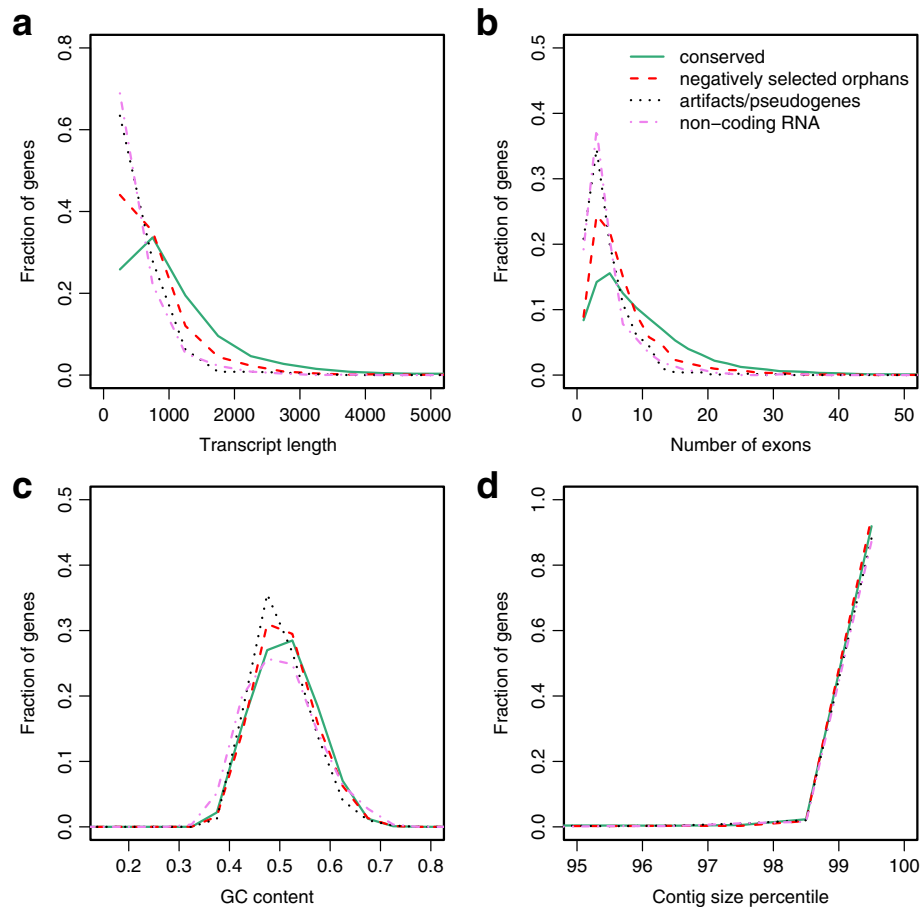 a
0.0 0.2 0.4 0.6 0.8
Fraction of genes
0 1000 2000 3000 4000 5000
Transcript length
b
0.0 0.1 0.2 0.3 0.4 0.5
Fraction of genes
conserved
negatively selected orphans
artifacts/pseudogenes
non−coding RNA
0 10 20 30 40 50
Number of exons
c
0.0 0.1 0.2 0.3 0.4 0.5
Fraction of genes
0.2 0.3 0.4 0.5 0.6 0.7 0.8
GC content
d
0.0 0.2 0.4 0.6 0.8 1.0
Fraction of genes
95 96 97 98 99 100
Contig size percentile